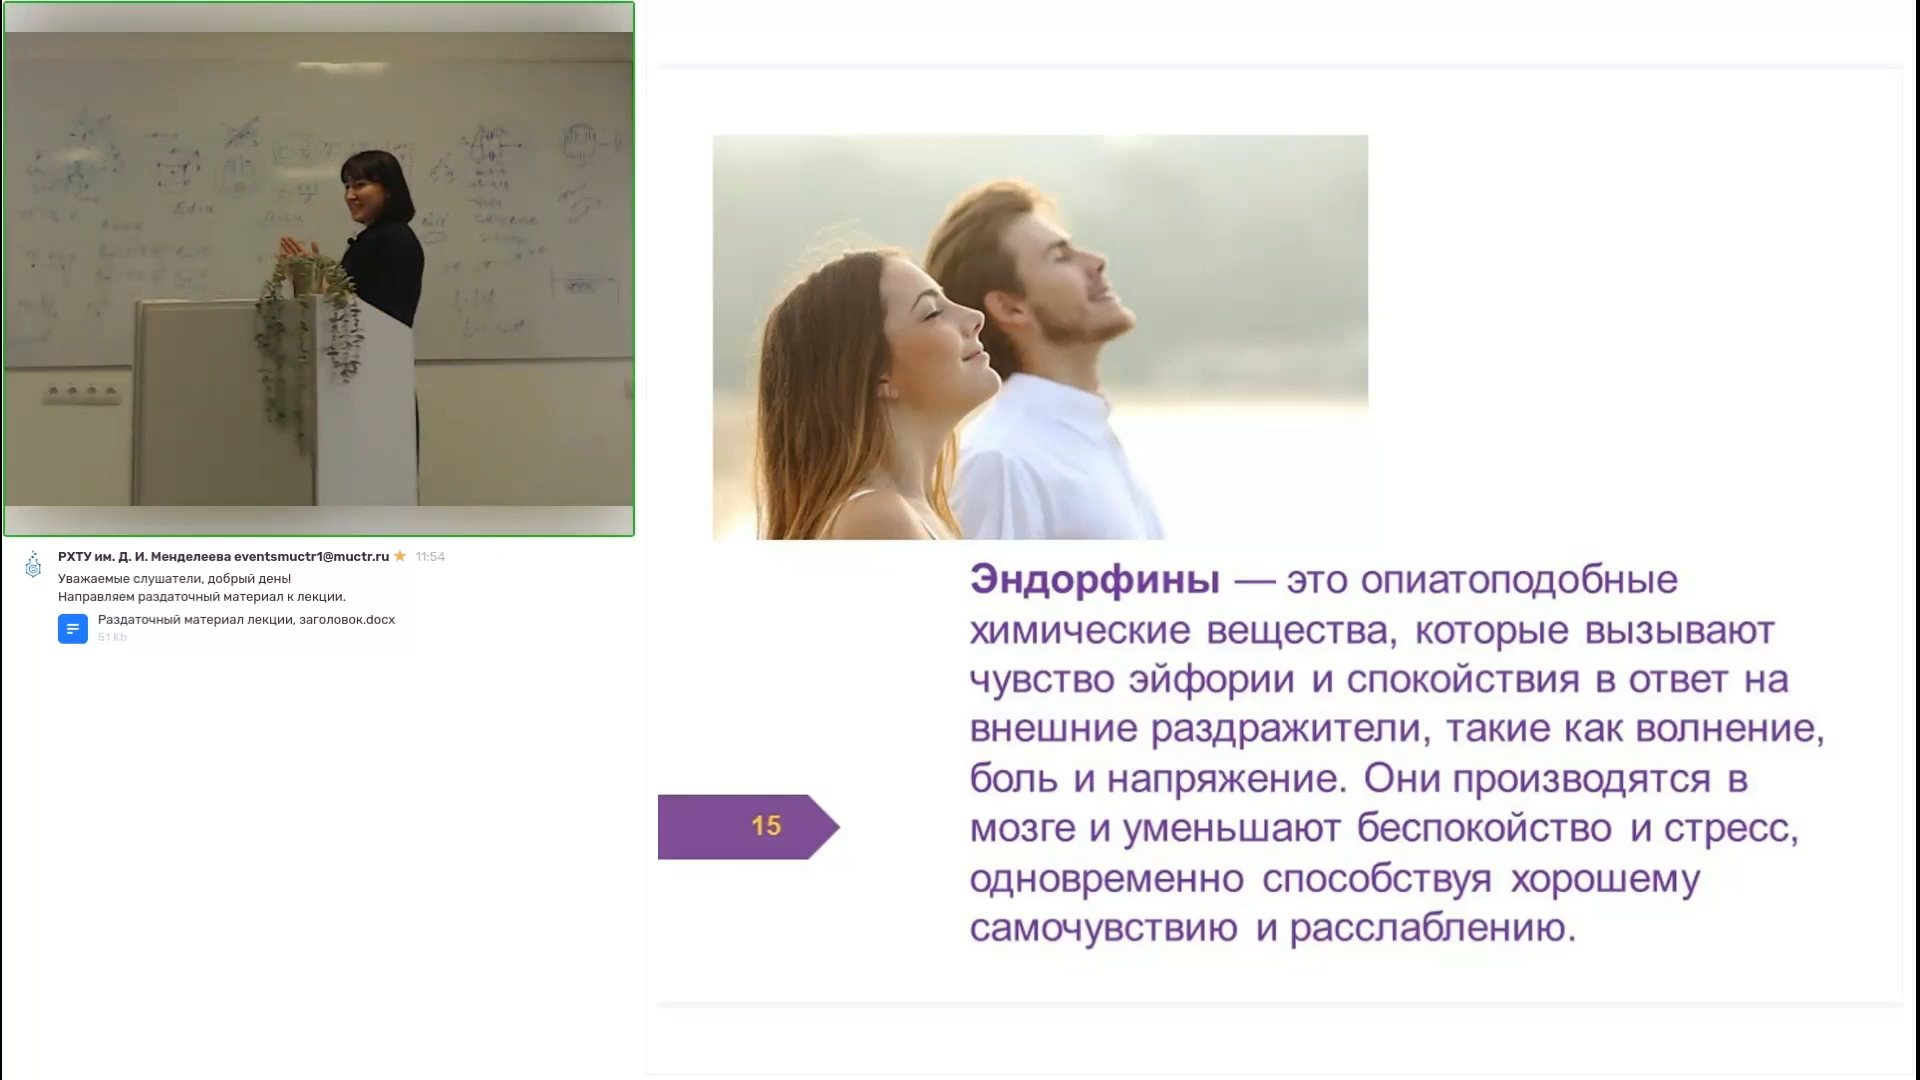 РХТУ им. Д. И. Менделеева eventsmuctr1@muctr.ru 11:54
Уважаемые слушатели, добрый день!
Направляем раздаточный материал к лекции.
Раздаточный материал лекции, заголовок.docx
51 Kb
Эндорфины — это опиатоподобные
химические вещества, которые вызывают
чувство эйфории и спокойствия в ответ на
внешние раздражители, такие как волнение,
боль и напряжение. Они производятся в
мозге и уменьшают беспокойство и стресс,
одновременно способствуя хорошему
самочувствию и расслаблению.
15